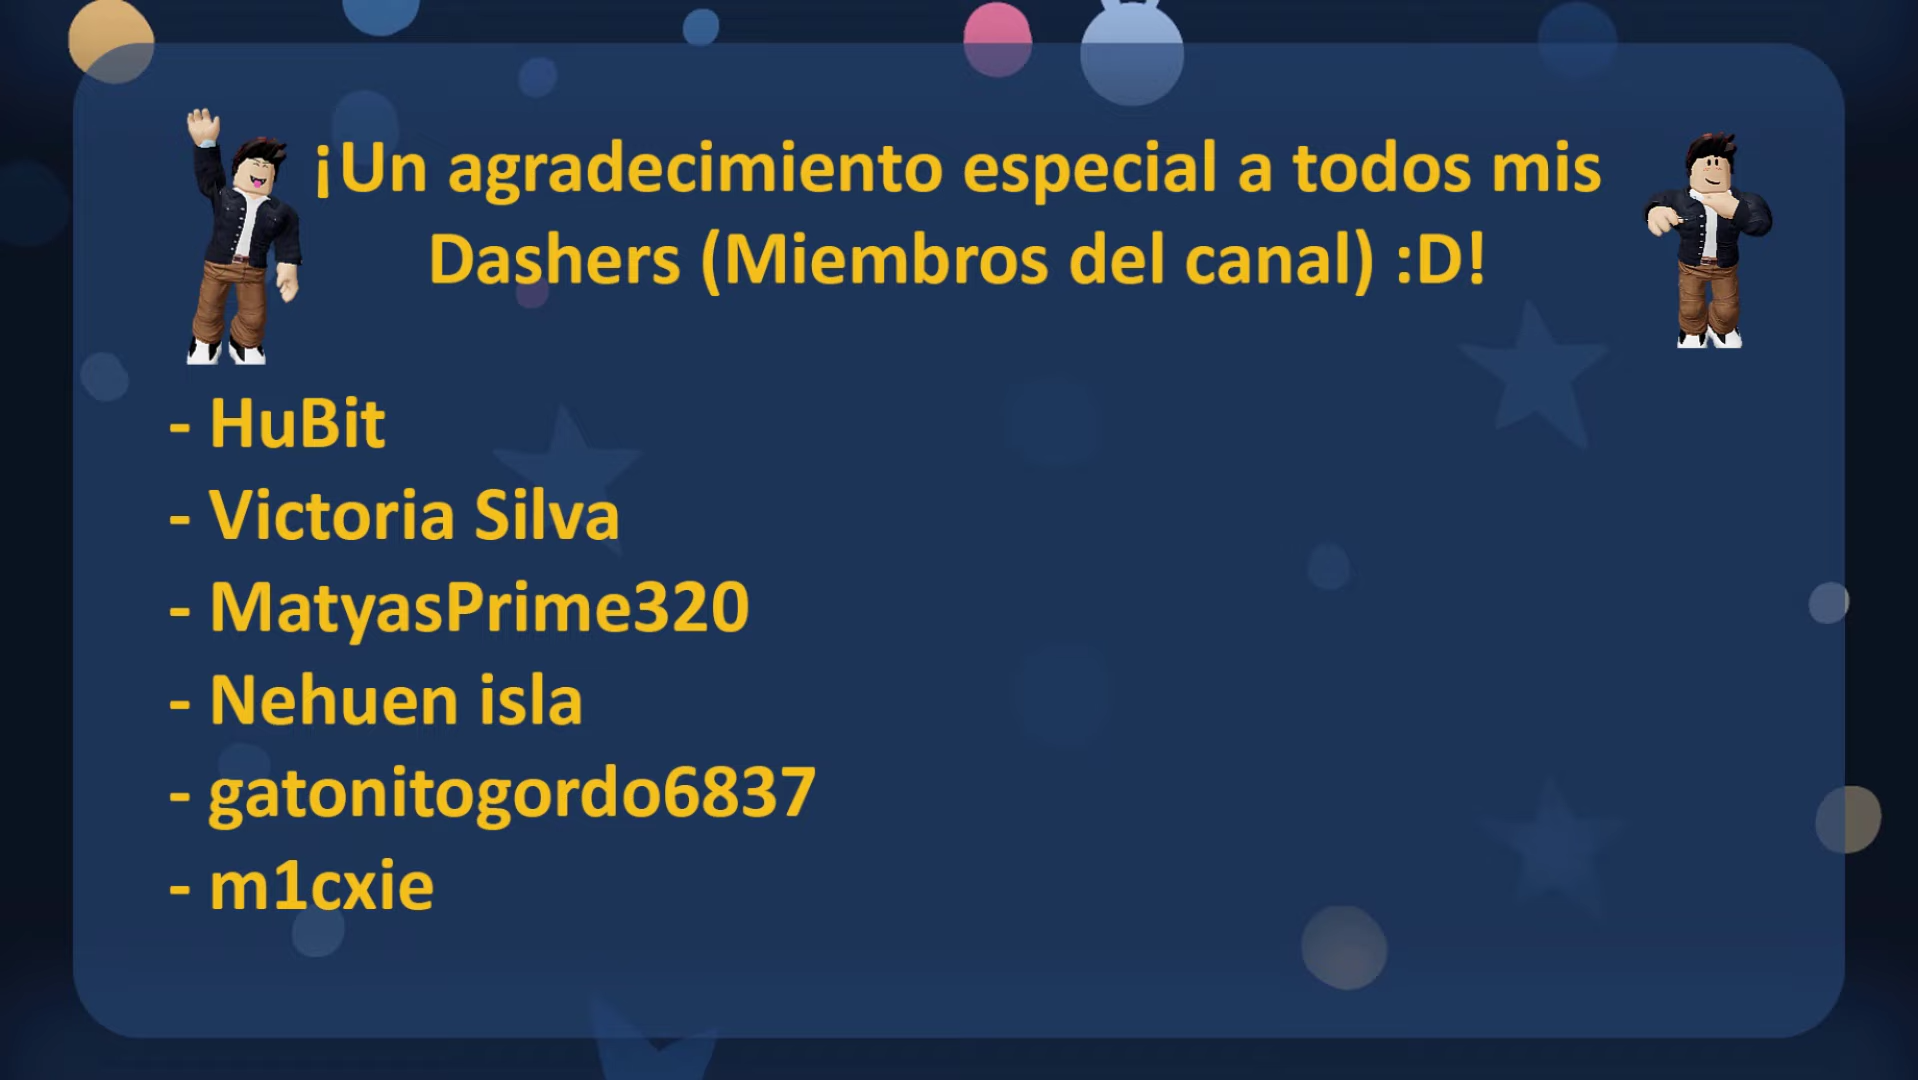 ¡Un agradecimiento especial a todos mis
Dashers (Miembros del canal) :D!
- HuBit
- Victoria Silva
- MatyasPrime320
- Nehuen isla
- gatonitogordo6837
- m1cxie